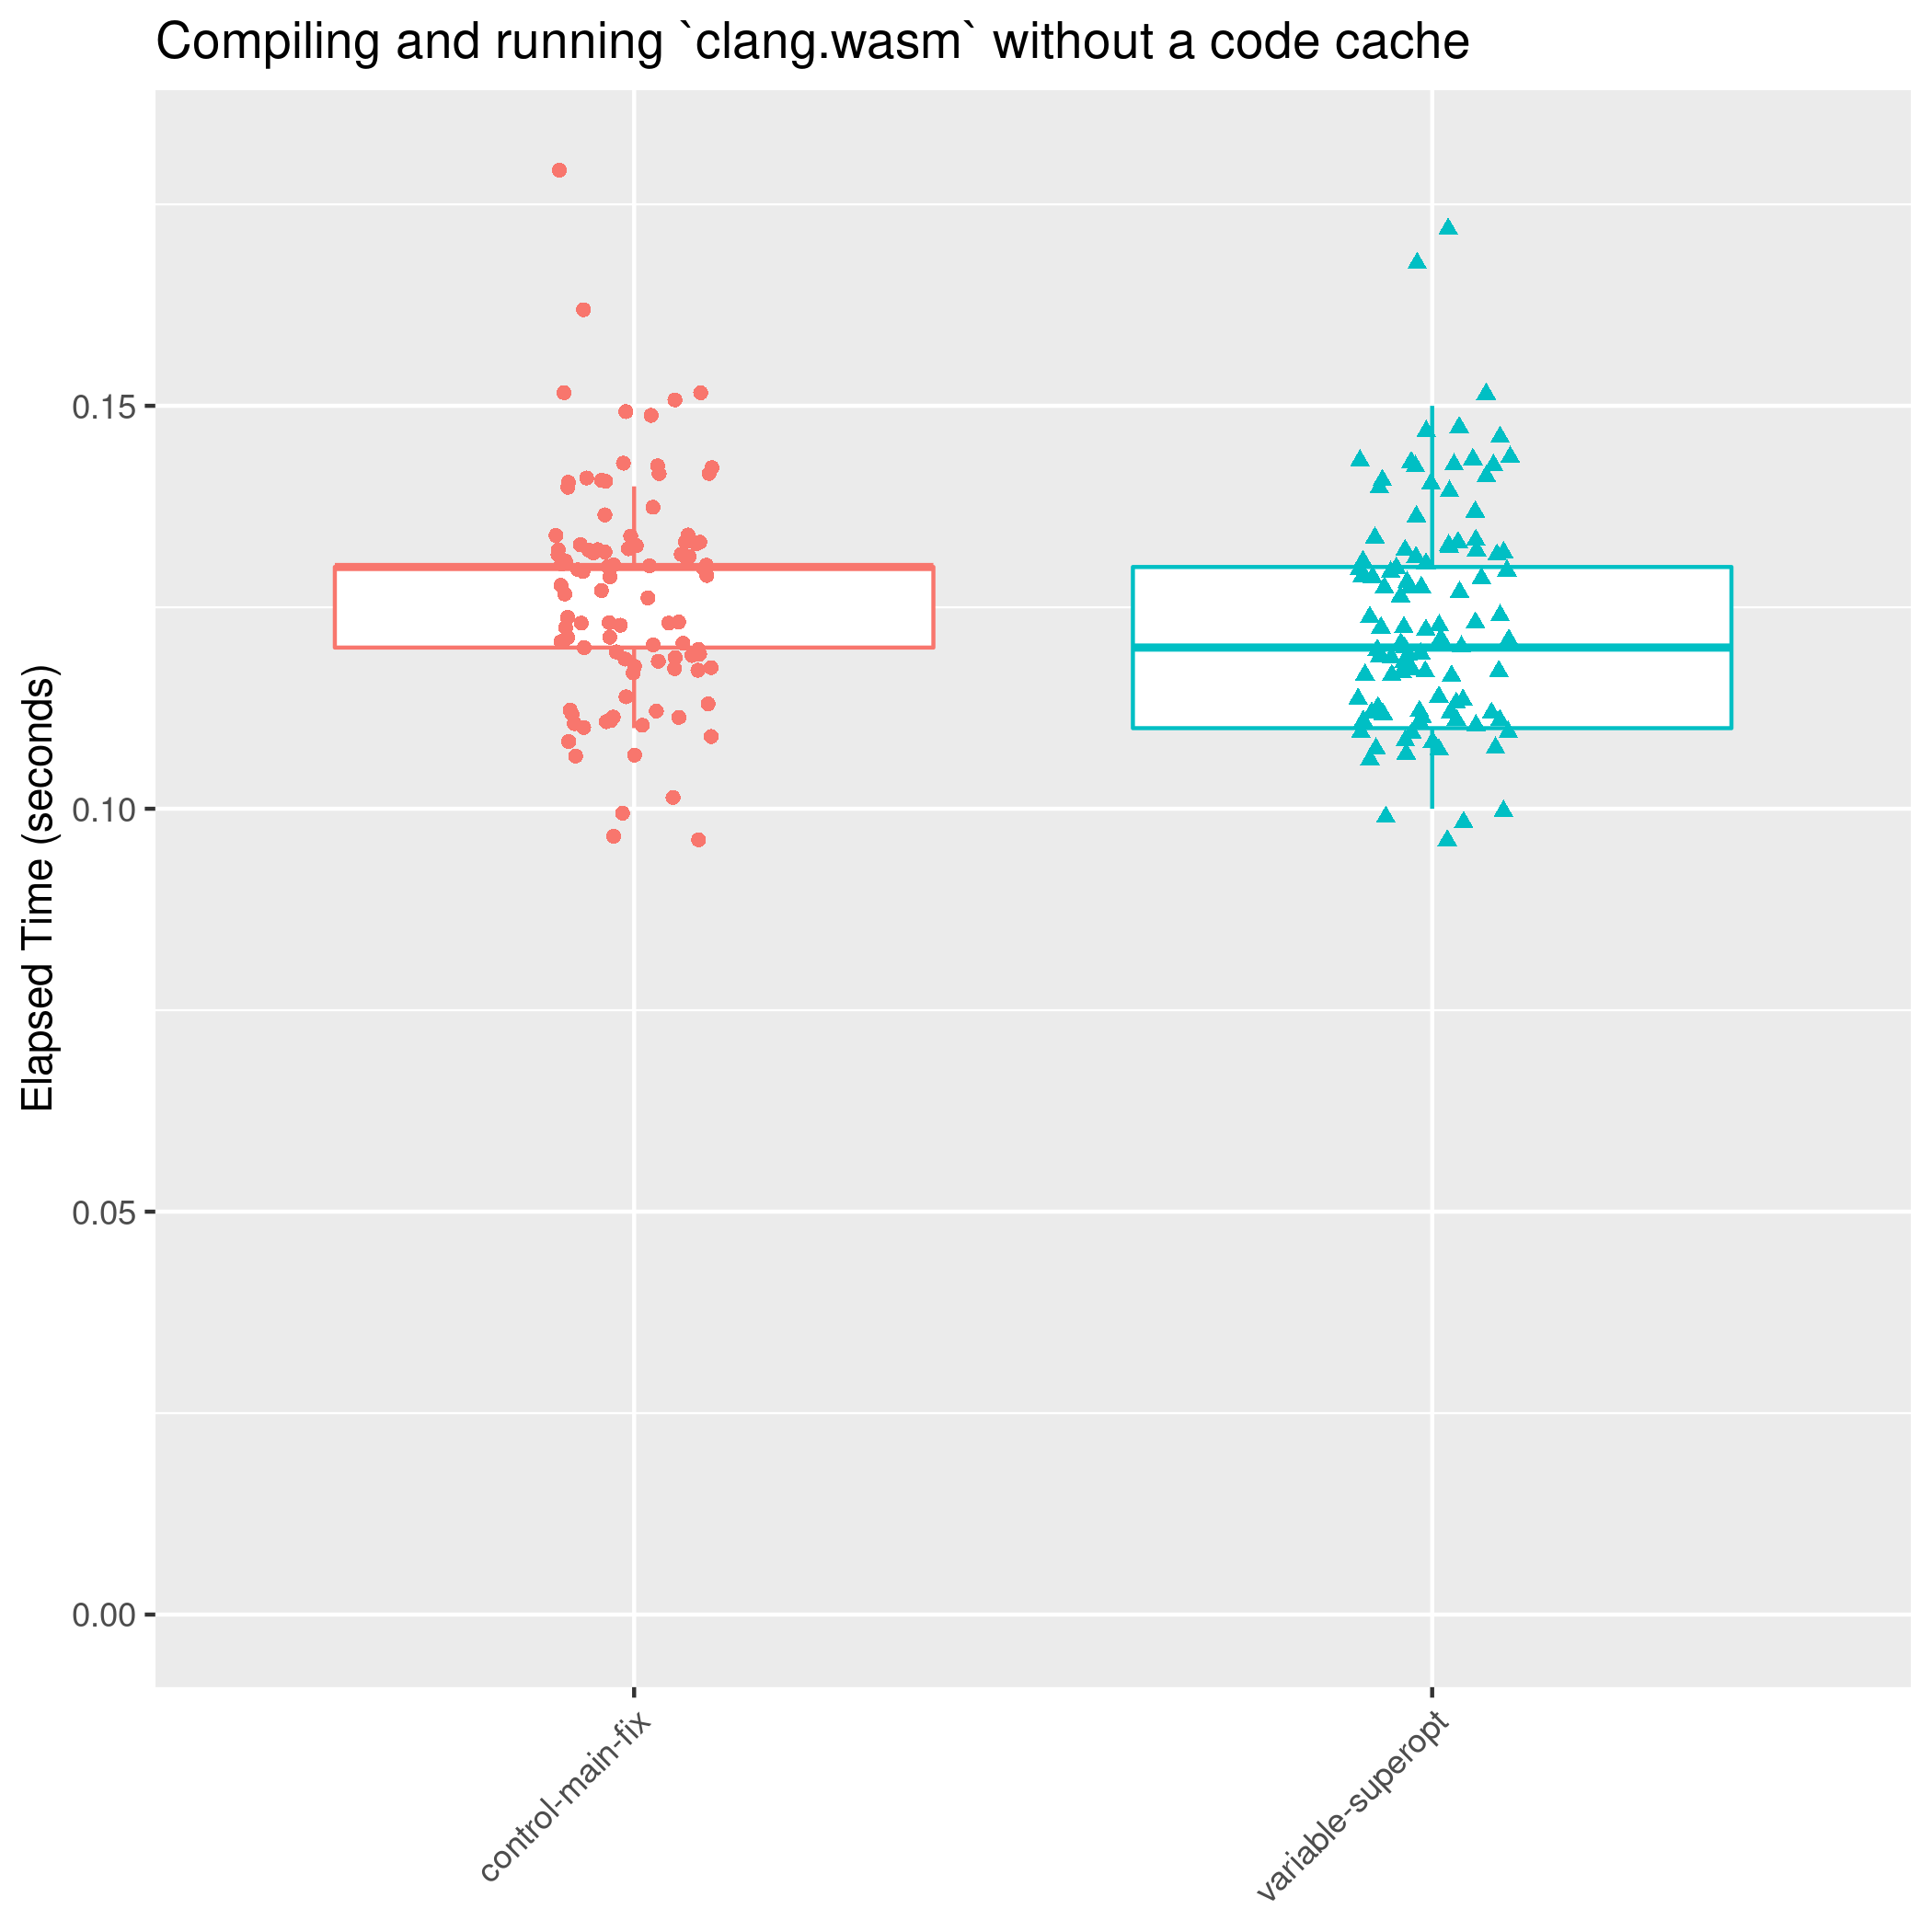 Compiling and running `clang.wasm` without a code cache
Elapsed Time (seconds)
0.15
0.10
0.05
0.00
control-main-fix
variable-superopt